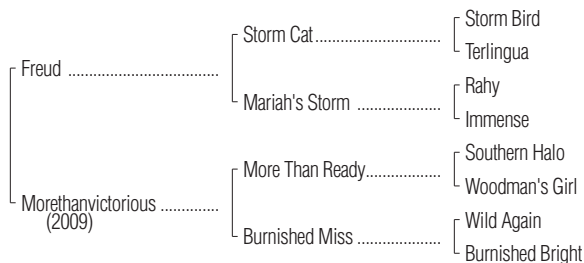 Storm Bird
Storm Cat
Terlingua
Freud
Rahy
Mariah's Storm
Immense
Southern Halo
More Than Ready
Woodman's Girl
Morethanvictorious
(2009)
Wild Again
Burnished Miss
Burnished Bright